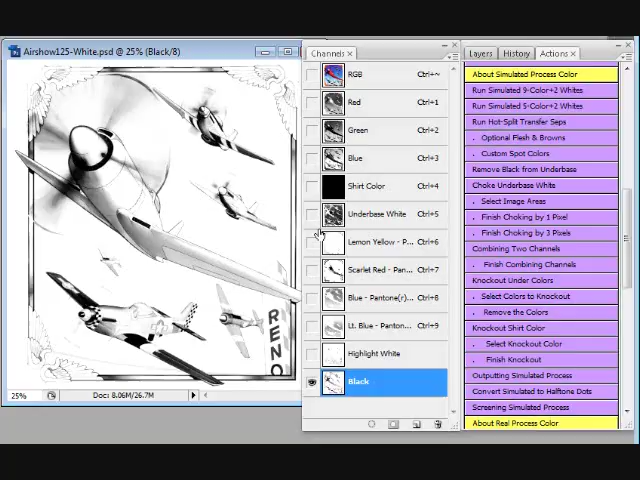 Airshow125-White.psd @ 25% (Black/8)
RENO
25%
Doc: 8.06M/26.7M
Channels ×
RGB Ctrl+~
Red Ctrl+1
Green Ctrl+2
Blue Ctrl+3
Shirt Color Ctrl+4
Underbase White Ctrl+5
Lemon Yellow - P... Ctrl+6
Scarlet Red - Pan... Ctrl+7
Blue - Pantone(r)... Ctrl+8
Lt. Blue - Panton... Ctrl+9
Highlight White
Black
Layers History Actions ×
About Simulated Process Color
Run Simulated 9-Color+2 Whites
Run Simulated 5-Color+2 Whites
Run Hot-Split Transfer Seps
. Optional Flesh & Browns
. Custom Spot Colors
Remove Black from Underbase
Choke Underbase White
. Select Image Areas
. Finish Choking by 1 Pixel
. Finish Choking by 3 Pixels
Combining Two Channels
. Finish Combining Channels
Knockout Under Colors
. Select Colors to Knockout
. Remove the Colors
Knockout Shirt Color
. Select Knockout Color
. Finish Knockout
Outputting Simulated Process
Convert Simulated to Halftone Dots
Screening Simulated Process
About Real Process Color